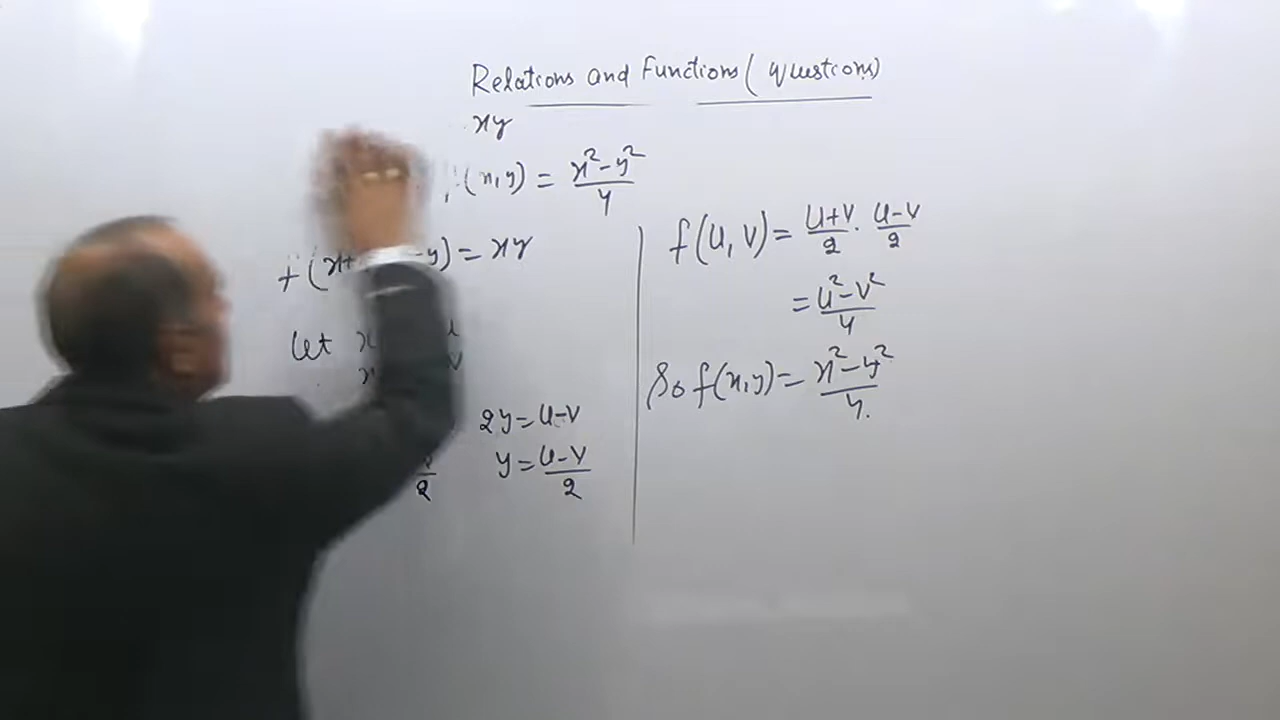 Relations and Functions (Questions)
xy
(x,y) = x²-y²/4
f(x+ -y) = xy
Let x
x v
2y = u-v
2 y = u-v/2
f(u,v) = u+v/2 . u-v/2
= u²-v²/4
So f(x,y) = x²-y²/4.